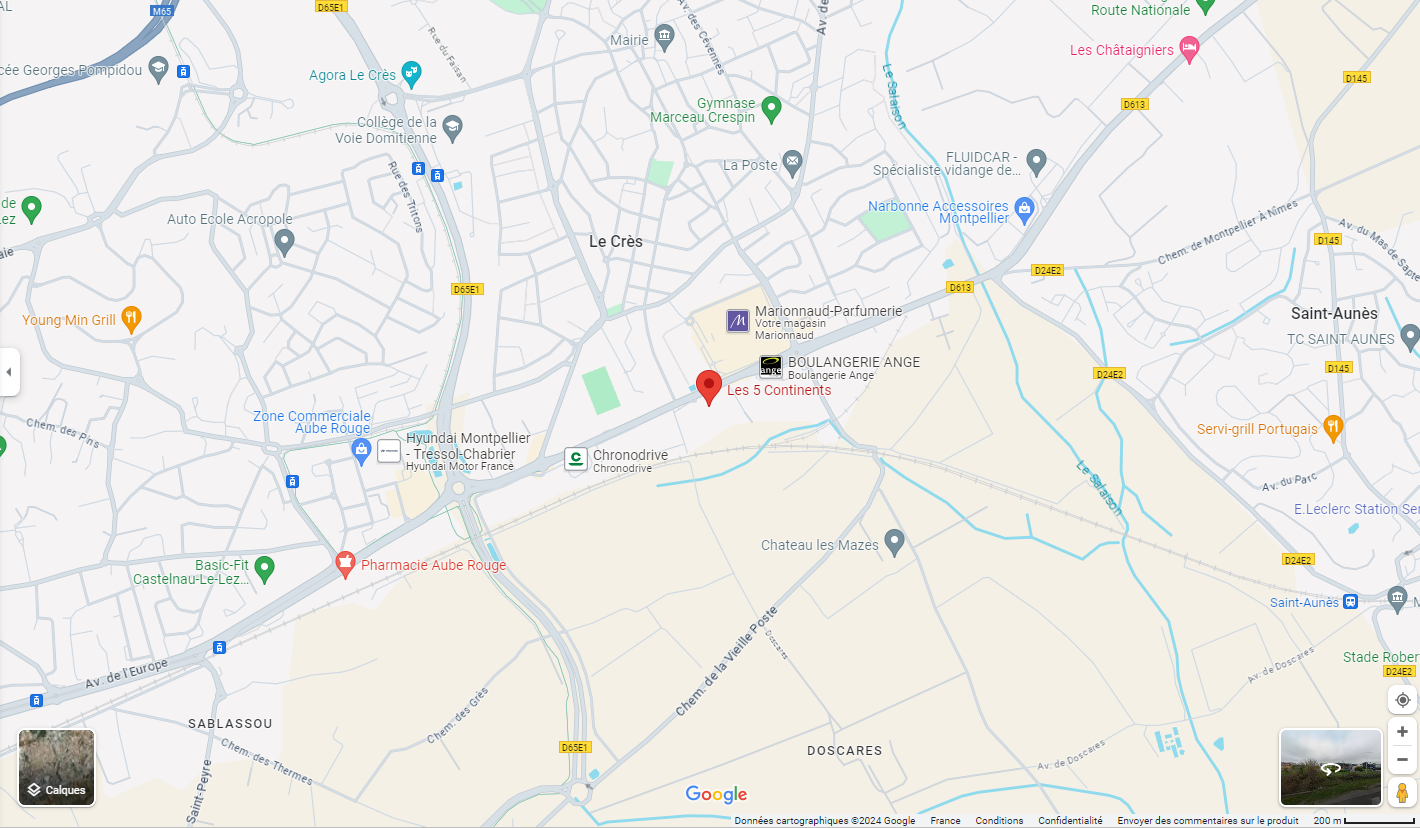 M65
D65E1
Route Nationale
Av. de
Av. des Cévennes
Mairie
Les Châtaigniers
Rue du Faisan
cée Georges Pompidou
Agora Le Crès
Le Salaison
D145
Gymnase
Marceau Crespin
D613
Collège de la
Voie Domitienne
La Poste
FLUIDCAR -
Spécialiste vidange de...
Rue des Tritons
de
Lez
Auto Ecole Acropole
Narbonne Accessoires
Montpellier
Chem. de Montpellier À Nîmes
Av. du Mas de Sapte
Le Crès
D145
aie
D24E2
D65E1
D613
Young Min Grill
Marionnaud-Parfumerie
Votre magasin
Marionnaud
Saint-Aunès
TC SAINT AUNES
BOULANGERIE ANGE
Boulangerie Ange
ange
D145
D24E2
Les 5 Continents
Zone Commerciale
Aube Rouge
Chem. des Pins
Hyundai Montpellier
- Tressol-Chabrier
Hyundai Motor France
Chronodrive
Chronodrive
Servi-grill Portugais
Le Salaison
Av. du Parc
E.Leclerc Station Ser
Chateau les Mazes
D24E2
Basic-Fit
Castelnau-Le-Lez...
Pharmacie Aube Rouge
Saint-Aunès
M
Chem. de la Vieille Poste
Doscares
Av. de l'Europe
Av. de Doscares
Stade Rober
D24E2
Chem. des Grès
SABLASSOU
Chem. des Thermes
Saint-Peyre
D65E1
DOSCARES
Av. de Doscares
Calques
Google
Données cartographiques ©2024 Google France Conditions Confidentialité Envoyer des commentaires sur le produit 200 m